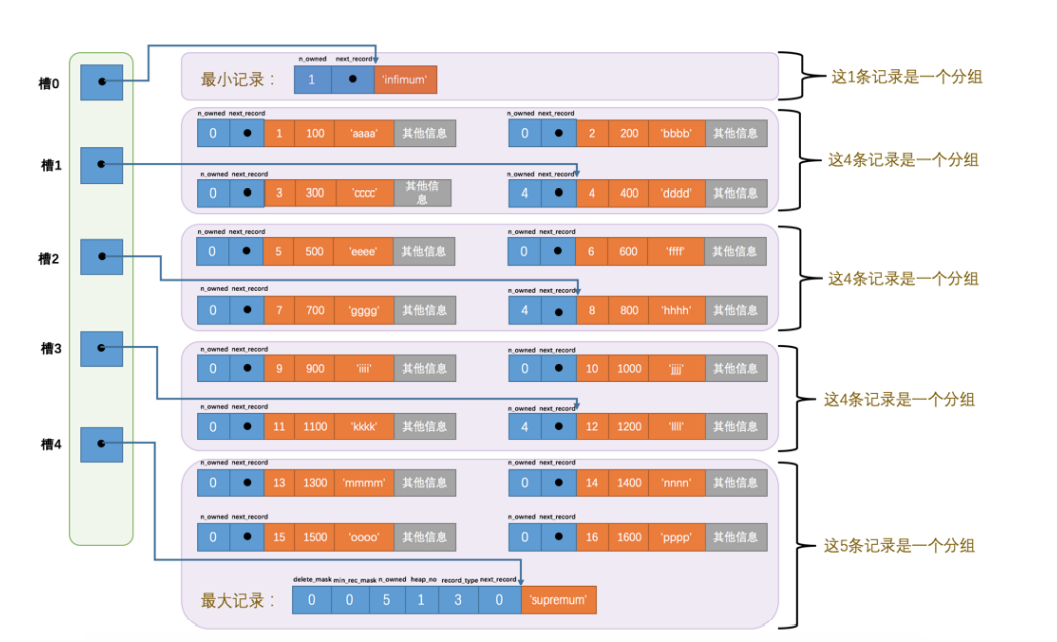 槽0
n_owned next_record
最小记录： 1 'infimum'
这1条记录是一个分组
n_owned next_record n_owned next_record
0 1 100 'aaaa' 其他信息 0 2 200 'bbbb' 其他信息
槽1
这4条记录是一个分组
n_owned next_record n_owned next_record
0 3 300 'cccc' 其他信息 4 4 400 'dddd' 其他信息
n_owned next_record n_owned next_record
0 5 500 'eeee' 其他信息 0 6 600 'ffff' 其他信息
槽2
这4条记录是一个分组
n_owned next_record n_owned next_record
0 7 700 'gggg' 其他信息 4 8 800 'hhhh' 其他信息
槽3
n_owned next_record n_owned next_record
0 9 900 'iiii' 其他信息 0 10 1000 'jjjj' 其他信息
这4条记录是一个分组
n_owned next_record n_owned next_record
0 11 1100 'kkkk' 其他信息 4 12 1200 'llll' 其他信息
槽4
n_owned next_record n_owned next_record
0 13 1300 'mmmm' 其他信息 0 14 1400 'nnnn' 其他信息
n_owned next_record n_owned next_record
0 15 1500 'oooo' 其他信息 0 16 1600 'pppp' 其他信息
这5条记录是一个分组
delete_mask min_rec_mask n_owned heap_no record_type next_record
最大记录： 0 0 5 1 3 0 'supremum'